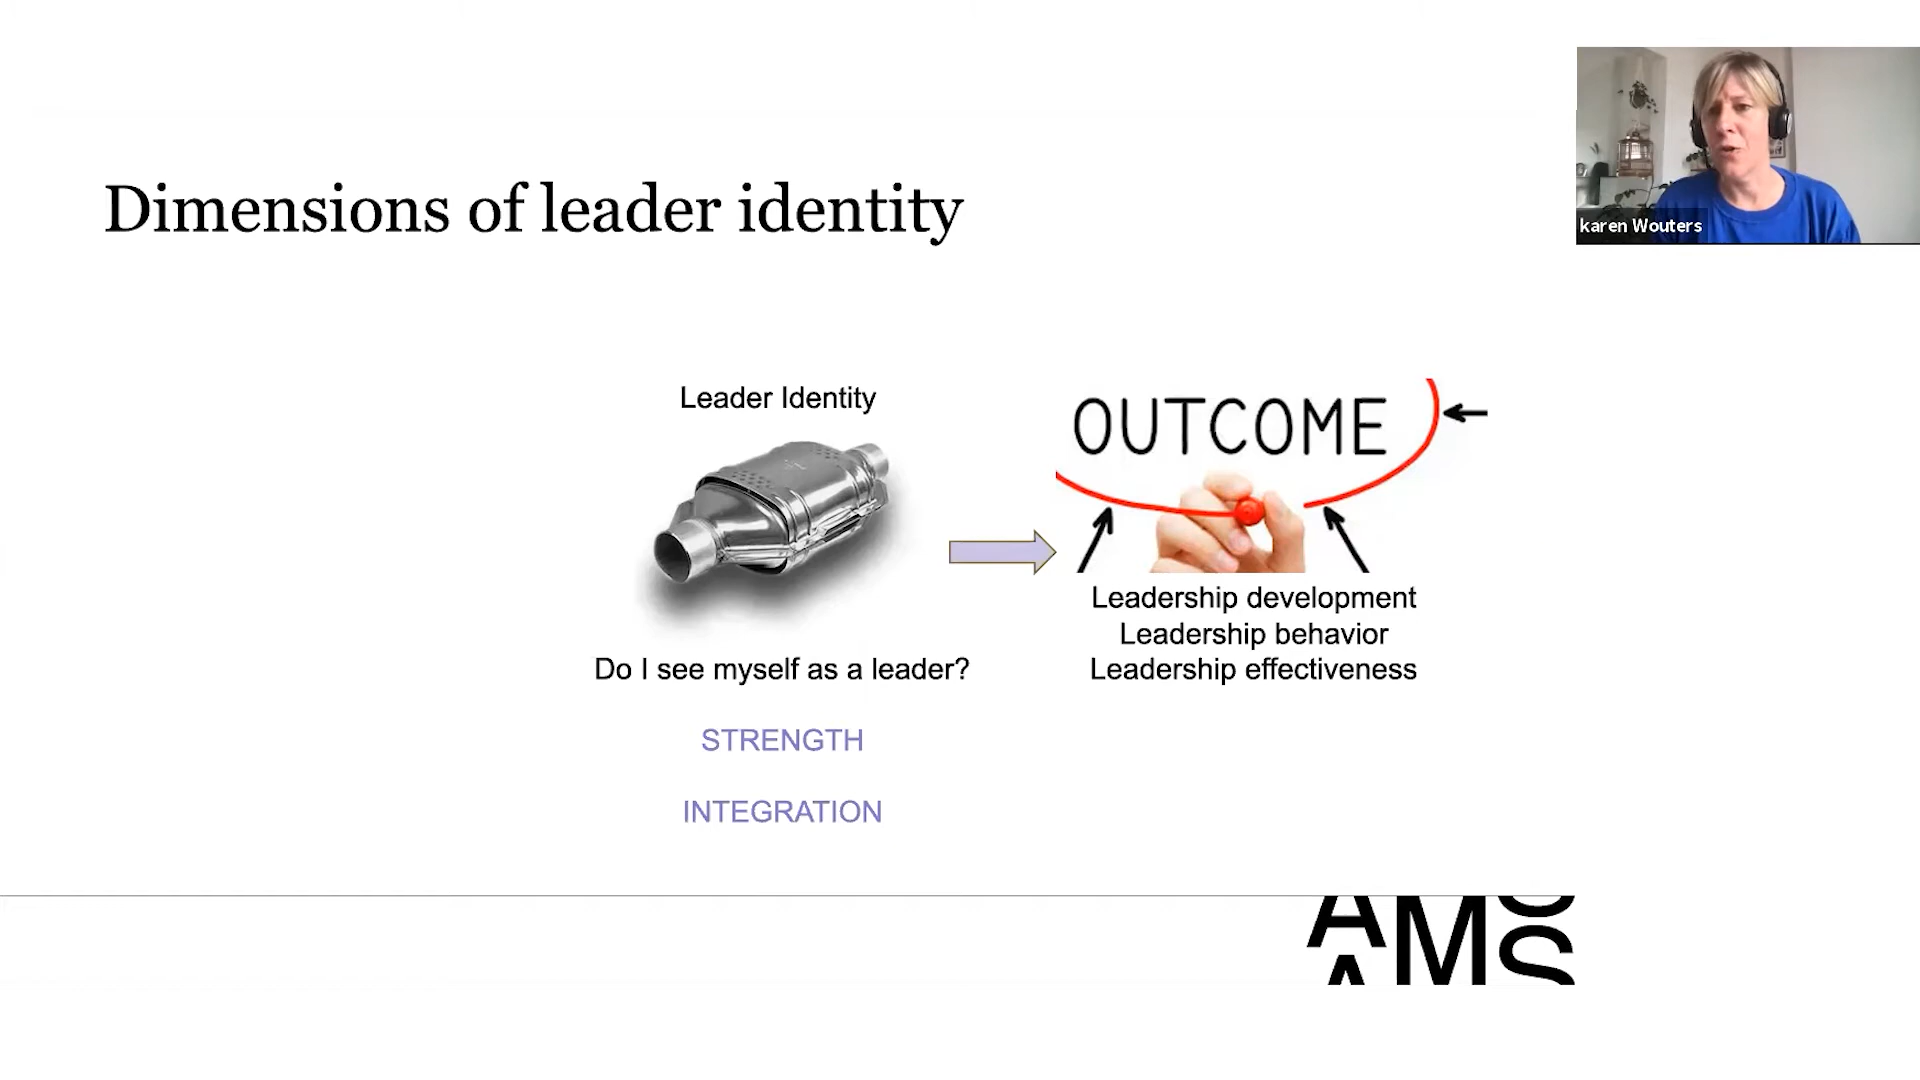 Dimensions of leader identity
karen Wouters
Leader Identity
OUTCOME
Do I see myself as a leader?
Leadership development
Leadership behavior
Leadership effectiveness
STRENGTH
INTEGRATION
AMS